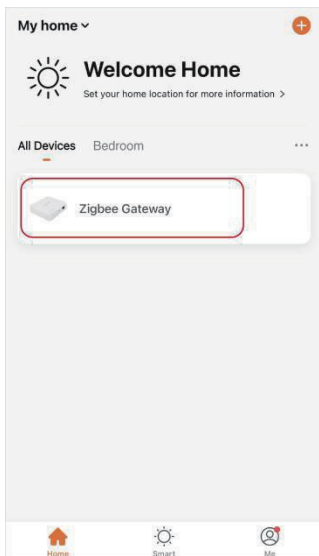 My home
Welcome Home
Set your home location for more information >
All Devices Bedroom ...
Zigbee Gateway
Home Smart Me